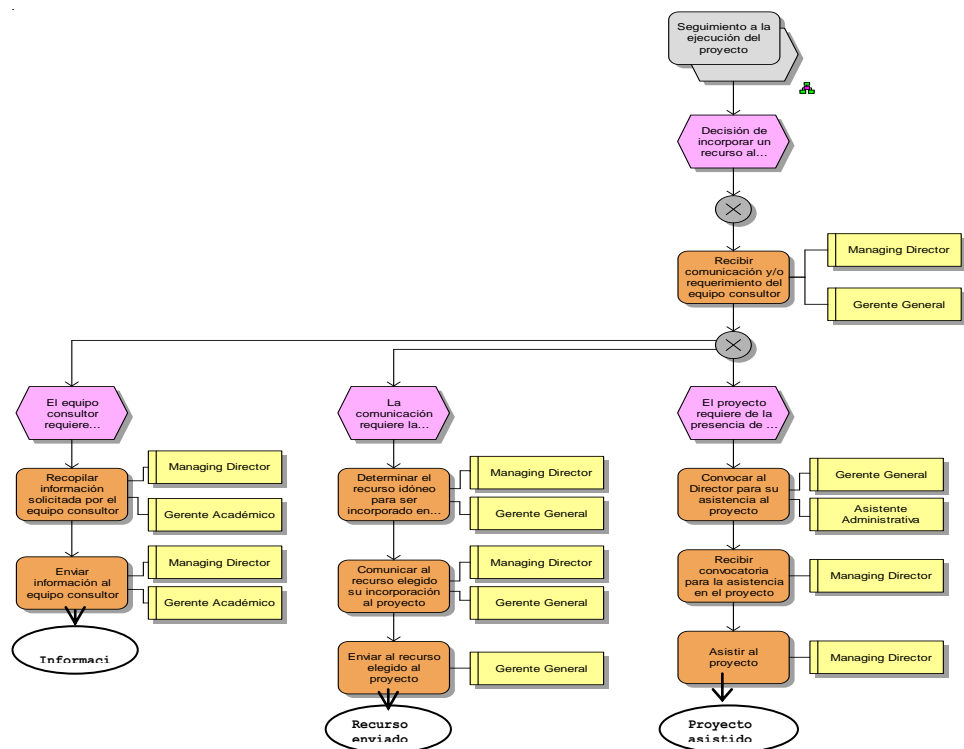 Seguimiento a la
ejecución del
proyecto
Decisión de
incorporar un
recurso al...
Recibir
comunicación y/o
requerimiento del
equipo consultor
Managing Director
Gerente General
El equipo
consultor
requiere...
La
comunicación
requiere la...
El proyecto
requiere de la
presencia de ...
Recopilar
información
solicitada por el
equipo consultor
Managing Director
Gerente Académico
Determinar el
recurso idóneo
para ser
incorporado en...
Managing Director
Gerente General
Convocar al
Director para su
asistencia al
proyecto
Gerente General
Asistente
Administrativa
Enviar
información al
equipo consultor
Managing Director
Gerente Académico
Comunicar al
recurso elegido
su incorporación
al proyecto
Managing Director
Gerente General
Recibir
convocatoria
para la asistencia
en el proyecto
Managing Director
Informaci
Enviar al recurso
elegido al
proyecto
Gerente General
Asistir al
proyecto
Managing Director
Recurso
enviado
Proyecto
asistido